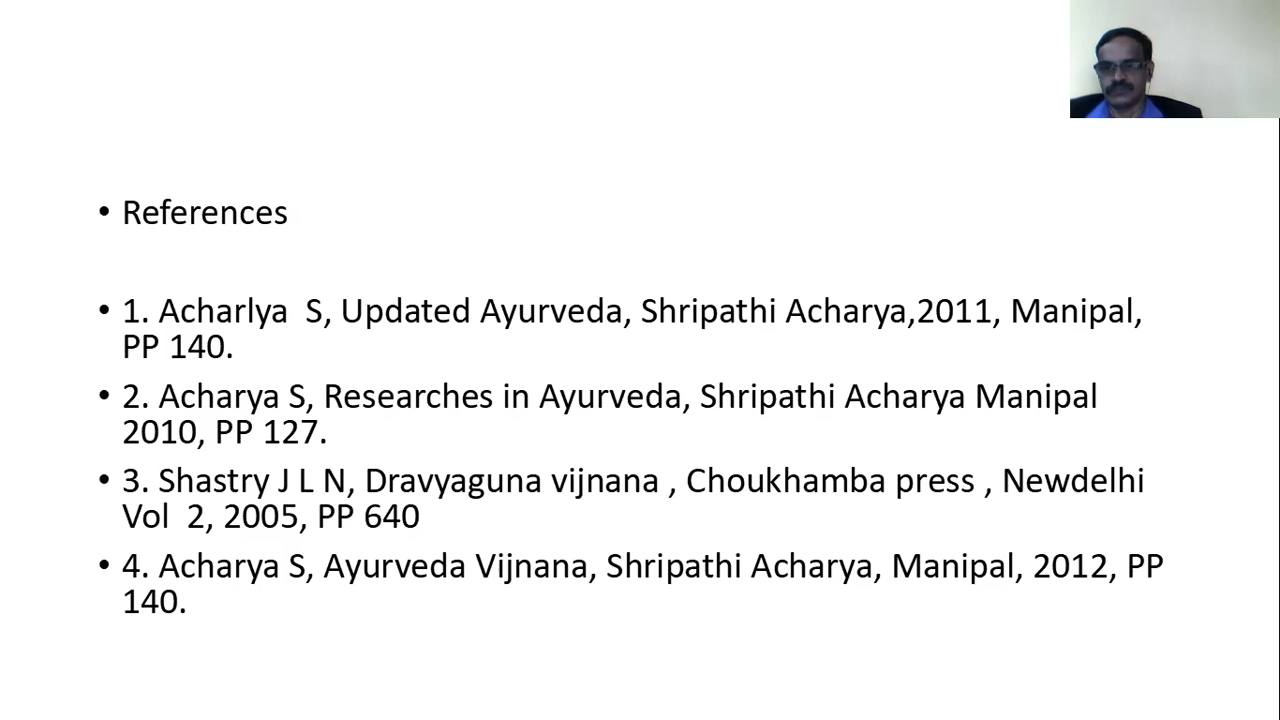 • References
• 1. Acharlya  S, Updated Ayurveda, Shripathi Acharya,2011, Manipal,
PP 140.
• 2. Acharya S, Researches in Ayurveda, Shripathi Acharya Manipal
2010, PP 127.
• 3. Shastry J L N, Dravyaguna vijnana , Choukhamba press , Newdelhi
Vol  2, 2005, PP 640
• 4. Acharya S, Ayurveda Vijnana, Shripathi Acharya, Manipal, 2012, PP
140.